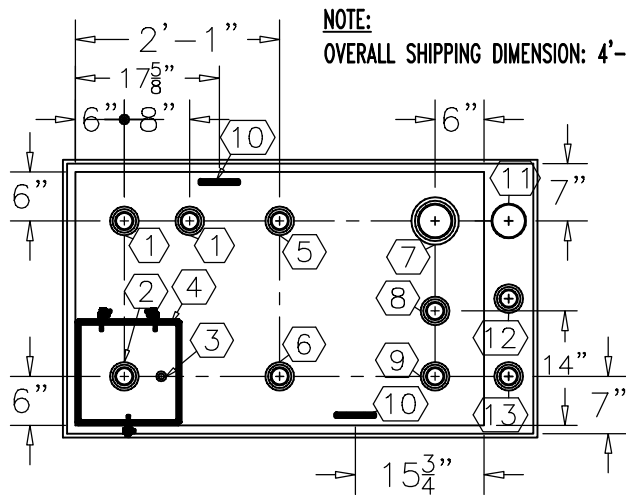 NOTE:
OVERALL SHIPPING DIMENSION: 4'-
2'-1"
17⅝"
6" 8" 6"
10
11
6" 7"
1 1 5 7
2 4 8
3 6 12
14"
9
10 13
6" 7"
15¾"